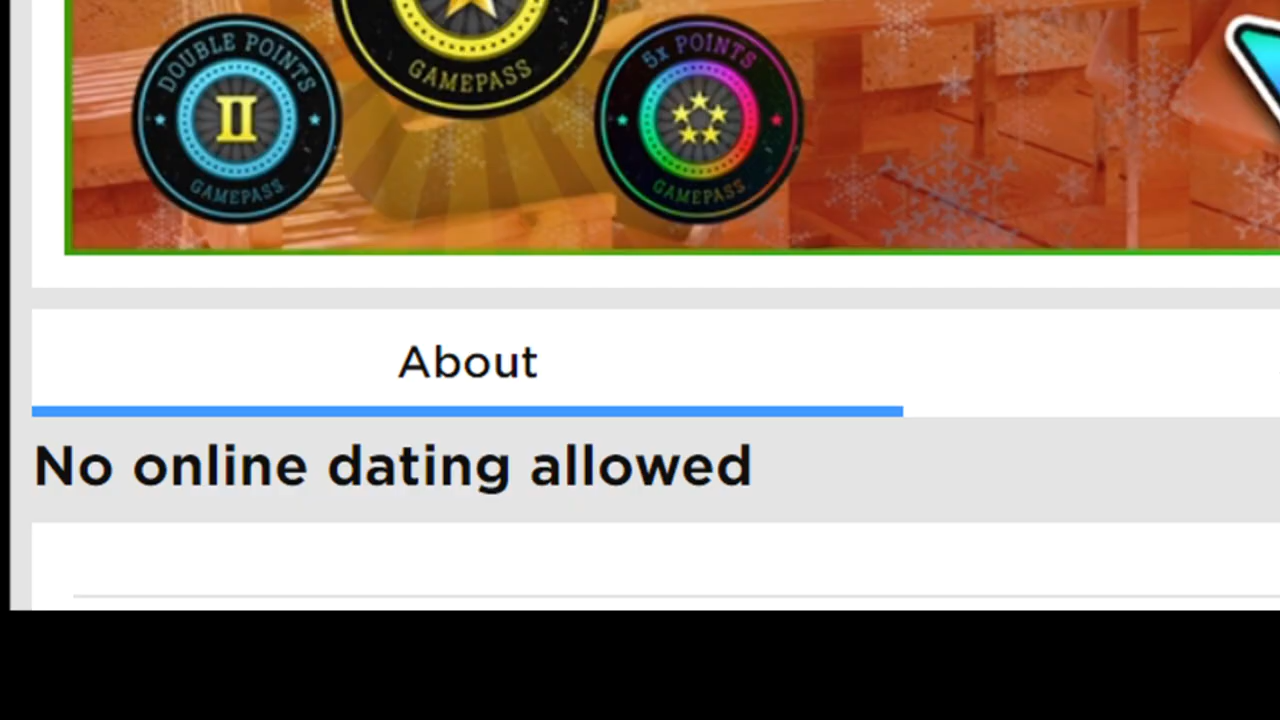 DOUBLE POINTS
II
GAMEPASS
GAMEPASS
5x POINTS
GAMEPASS
About
No online dating allowed